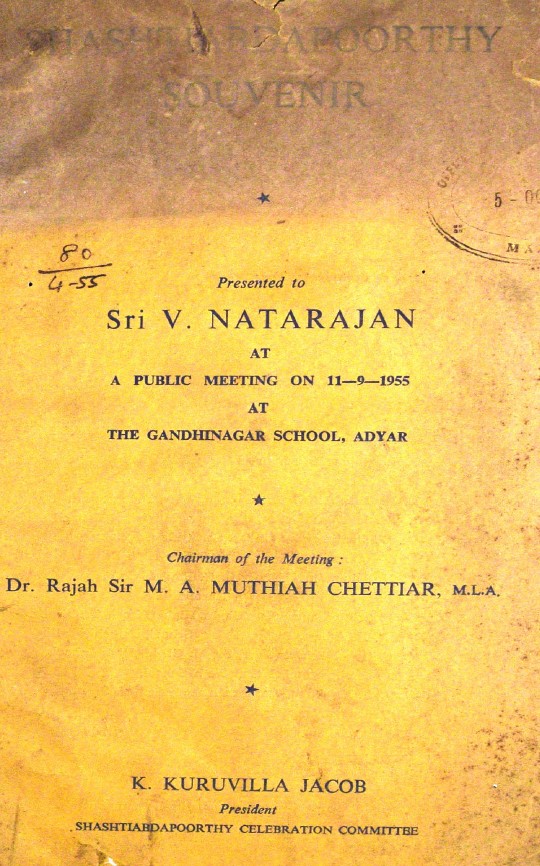 SHASHTIABDAPOORTHY
SOUVENIR
80
4-55
5 -
Presented to
Sri V. NATARAJAN
AT
A PUBLIC MEETING ON 11—9—1955
AT
THE GANDHINAGAR SCHOOL, ADYAR
Chairman of the Meeting :
Dr. Rajah Sir M. A. MUTHIAH CHETTIAR, M.L.A.
K. KURUVILLA JACOB
President
SHASHTIABDAPOORTHY CELEBRATION COMMITTEE